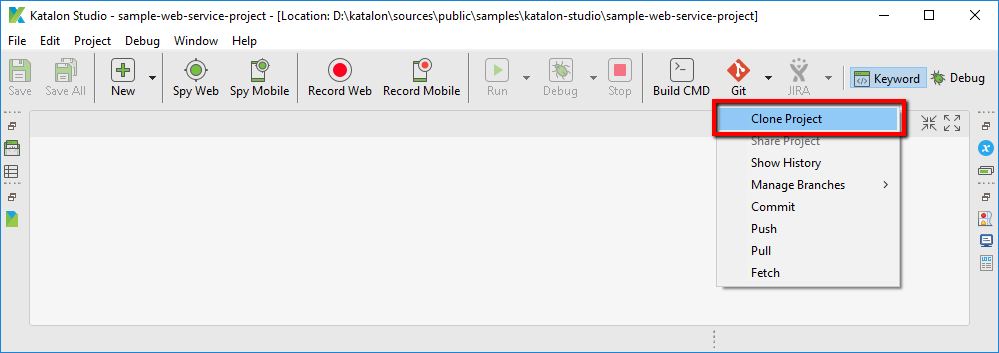 Katalon Studio - sample-web-service-project - [Location: D:\katalon\sources\public\samples\katalon-studio\sample-web-service-project]
File Edit Project Debug Window Help
Save Save All New Spy Web Spy Mobile Record Web Record Mobile Run Debug Stop Build CMD Git JIRA Keyword Debug
Clone Project
Share Project
Show History
Manage Branches
Commit
Push
Pull
Fetch